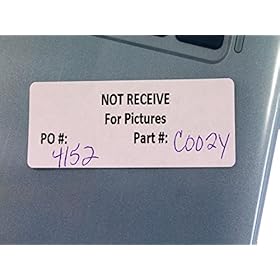 NOT RECEIVE
For Pictures
PO #: 4152 Part #: C002Y